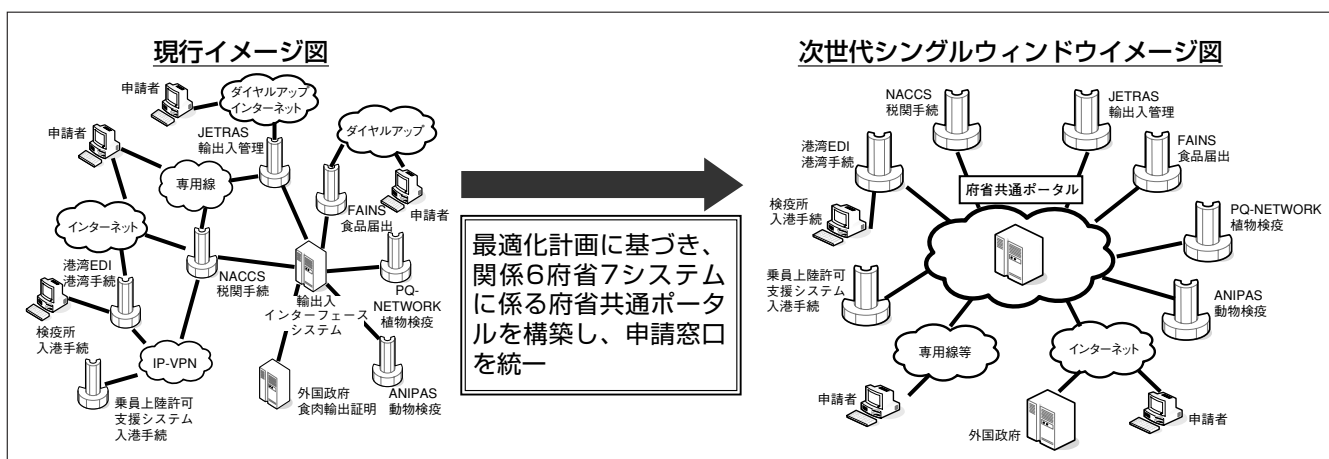 現行イメージ図
申請者
ダイヤルアップ
インターネット
申請者
JETRAS
輸出入管理
ダイヤルアップ
専用線
FAINS
食品届出
申請者
インターネット
港湾EDI
港湾手続
NACCS
税関手続
輸出入
インターフェース
システム
PQ-
NETWORK
植物検疫
検疫所
入港手続
IP-VPN
乗員上陸許可
支援システム
入港手続
外国政府
食肉輸出証明
ANIPAS
動物検疫
最適化計画に基づき、
関係6府省7システム
に係る府省共通ポータ
ルを構築し、申請窓口
を統一
次世代シングルウィンドウイメージ図
NACCS
税関手続
JETRAS
輸出入管理
港湾EDI
港湾手続
FAINS
食品届出
府省共通ポータル
検疫所
入港手続
PQ-NETWORK
植物検疫
乗員上陸許可
支援システム
入港手続
ANIPAS
動物検疫
専用線等
インターネット
申請者
外国政府
申請者